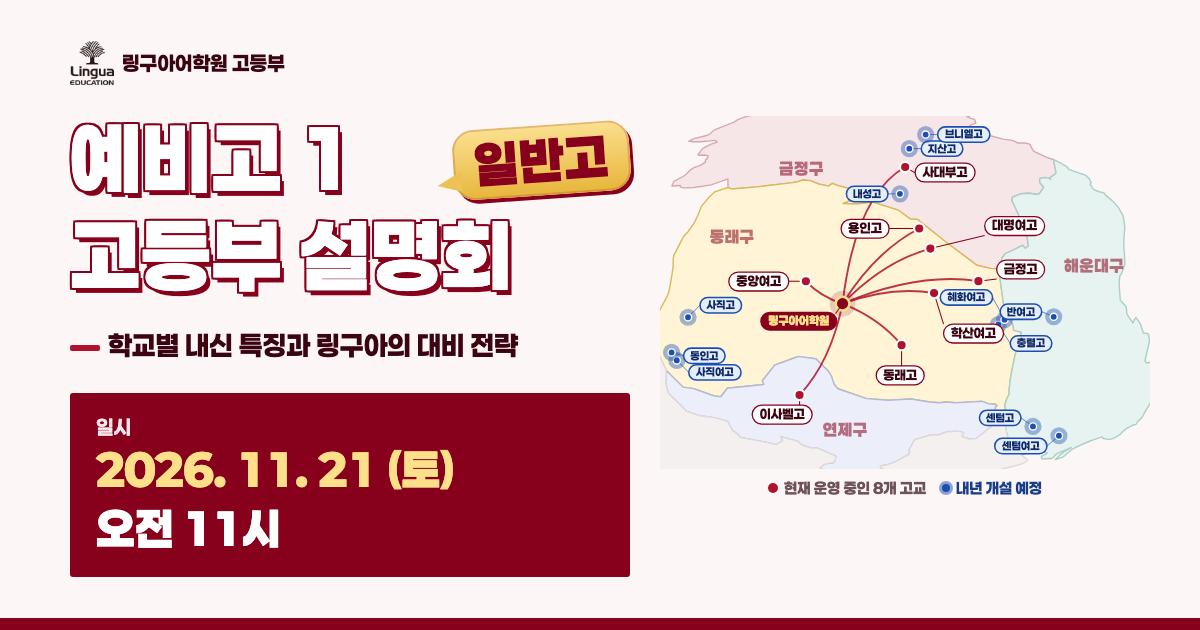 Lingua
EDUCATION
링구아어학원 고등부
예비고 1
일반고
고등부 설명회
학교별 내신 특징과 링구아의 대비 전략
일시
2026. 11. 21 (토)
오전 11시
브니엘고
지산고
금정구
사대부고
내성고
용인고
대명여고
동래구
해운대구
금정고
중앙여고
혜화여고
사직고
반여고
링구아어학원
학산여고
충렬고
동인고
사직여고
동래고
이사벨고
센텀고
연제구
센텀여고
현재 운영 중인 8개 고교
내년 개설 예정